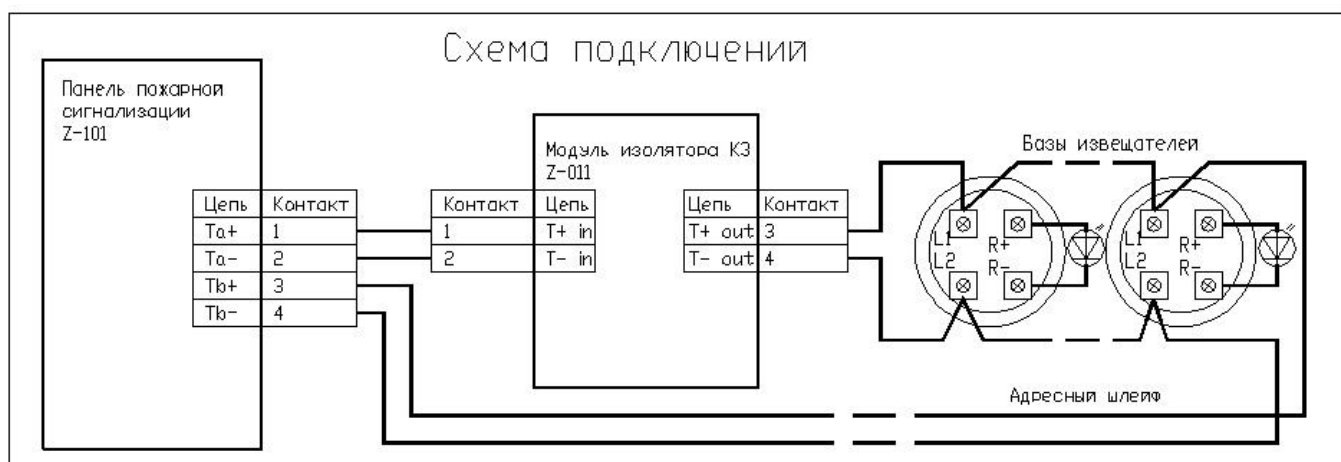 Схема подключений
Панель пожарной
сигнализации
Z-101
Цепь Контакт
Ta+ 1
Ta- 2
Tb+ 3
Tb- 4
Модуль изолятора КЗ
Z-011
Контакт Цепь
1 T+ in
2 T- in
Цепь Контакт
T+ out 3
T- out 4
Базы извещателей
L1 R+
L2 R-
L1 R+
L2 R-
Адресный шлейф